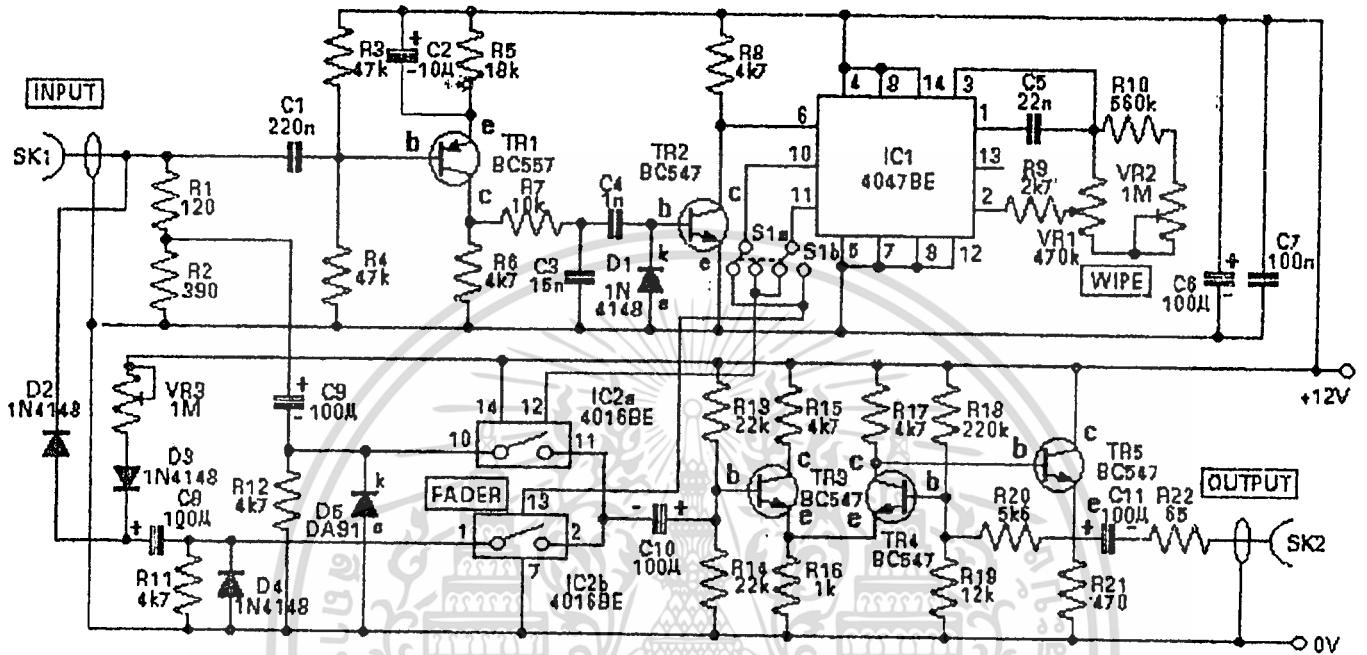 INPUT
SK1
C1
220n
R1
120
R2
390
R3
47k
R4
47k
C2
+
-10µ
R5
18k
b
e
c
TR1
BC557
R6
4k7
R7
10k
C3
15n
C4
1n
D1
1N
4148
k
a
TR2
BC547
b
c
e
R8
4k7
S1a
S1b
6
10
11
4
8
14
3
1
13
2
5
7
9
12
IC1
4047BE
C5
22n
R10
560k
R9
2k7
VR1
470k
VR2
1M
WIPE
C6
100µ
+
-
C7
100n
+12V
D2
1N4148
VR3
1M
D3
1N4148
C8
100µ
+
C9
100µ
+
-
R11
4k7
D4
1N4148
R12
4k7
D5
DA91
k
a
FADER
14
12
10
11
IC2a
4016BE
13
1
2
7
IC2b
4016BE
-
+
C10
100µ
R13
22k
R14
22k
R15
4k7
b
c
e
TR3
BC547
R16
1k
R17
4k7
c
b
e
TR4
BC547
R18
220k
R19
12k
R20
5k6
b
c
e
TR5
BC547
R21
470
+
-
C11
100µ
R22
65
OUTPUT
SK2
0V